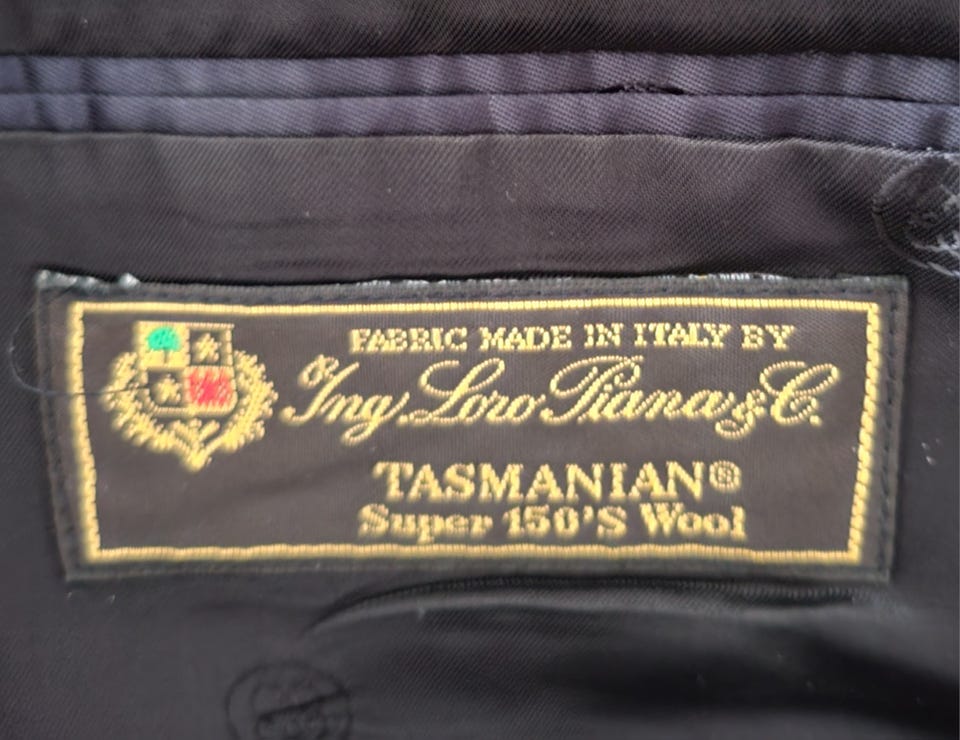 FABRIC MADE IN ITALY BY
Ing. Loro Piana & C.
TASMANIAN®
Super 150'S Wool